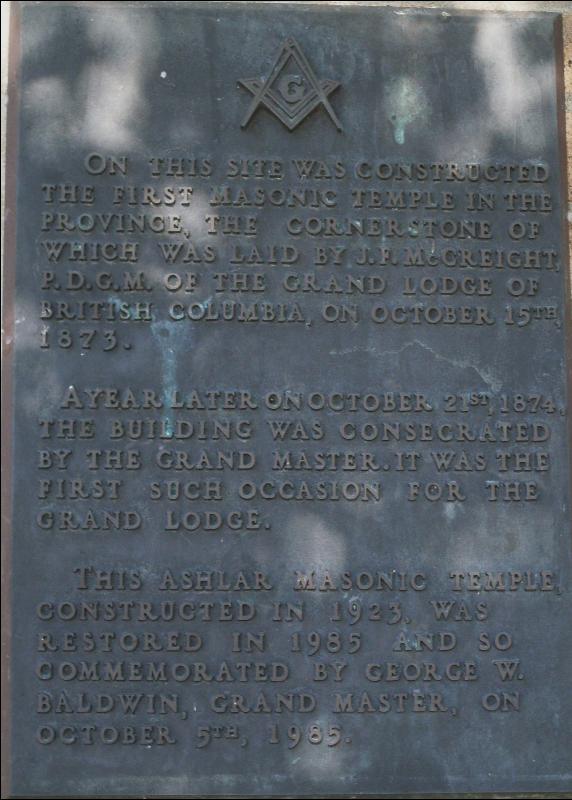 G
ON THIS SITE WAS CONSTRUCTED
THE FIRST MASONIC TEMPLE IN THE
PROVINCE, THE CORNERSTONE OF
WHICH WAS LAID BY J.F. McCREIGHT,
P.D.G.M. OF THE GRAND LODGE OF
BRITISH COLUMBIA, ON OCTOBER 15TH,
1873.
A YEAR LATER ON OCTOBER 21ST, 1874,
THE BUILDING WAS CONSECRATED
BY THE GRAND MASTER. IT WAS THE
FIRST SUCH OCCASION FOR THE
GRAND LODGE.
THIS ASHLAR MASONIC TEMPLE,
CONSTRUCTED IN 1923, WAS
RESTORED IN 1985 AND SO
COMMEMORATED BY GEORGE W.
BALDWIN, GRAND MASTER, ON
OCTOBER 5TH, 1985.